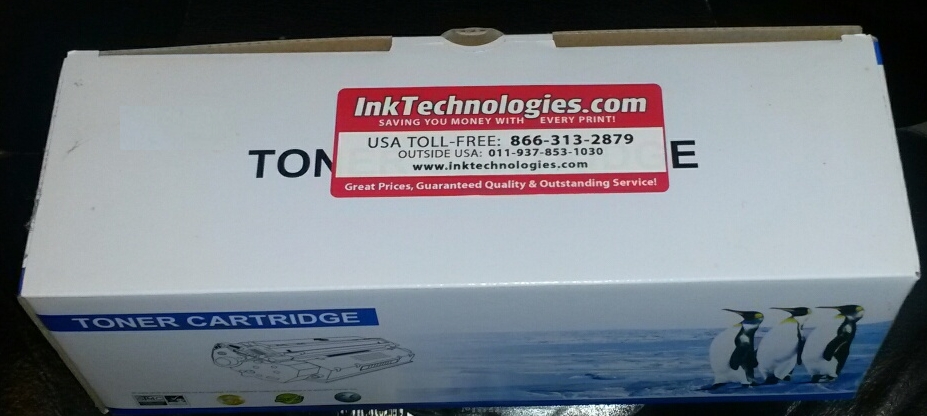 InkTechnologies.com
SAVING YOU MONEY WITH EVERY PRINT!
USA TOLL-FREE: 866-313-2879
OUTSIDE USA: 011-937-853-1030
www.inktechnologies.com
Great Prices, Guaranteed Quality & Outstanding Service!
TON E
TONER CARTRIDGE